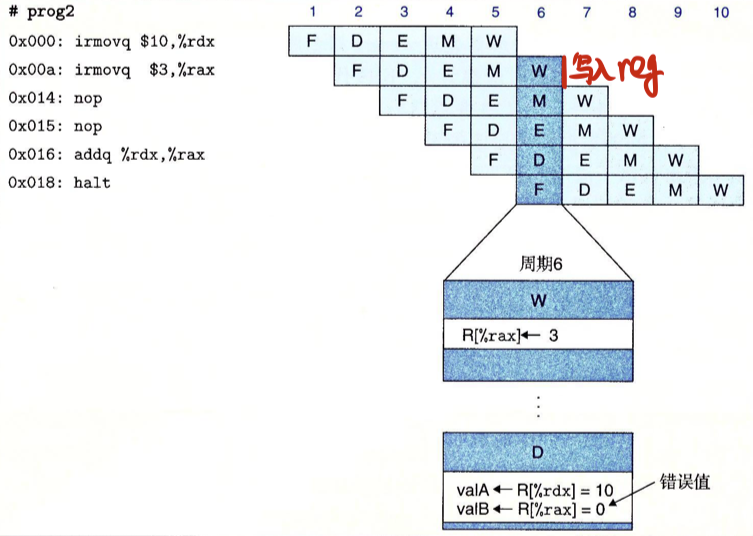 # prog2 1 2 3 4 5 6 7 8 9 10
0x000: irmovq $10,%rdx F D E M W
0x00a: irmovq $3,%rax F D E M W 写入reg
0x014: nop F D E M W
0x015: nop F D E M W
0x016: addq %rdx,%rax F D E M W
0x018: halt F D E M W
周期6
W
R[%rax]← 3
D
valA ← R[%rdx] = 10
valB ← R[%rax] = 0
错误值